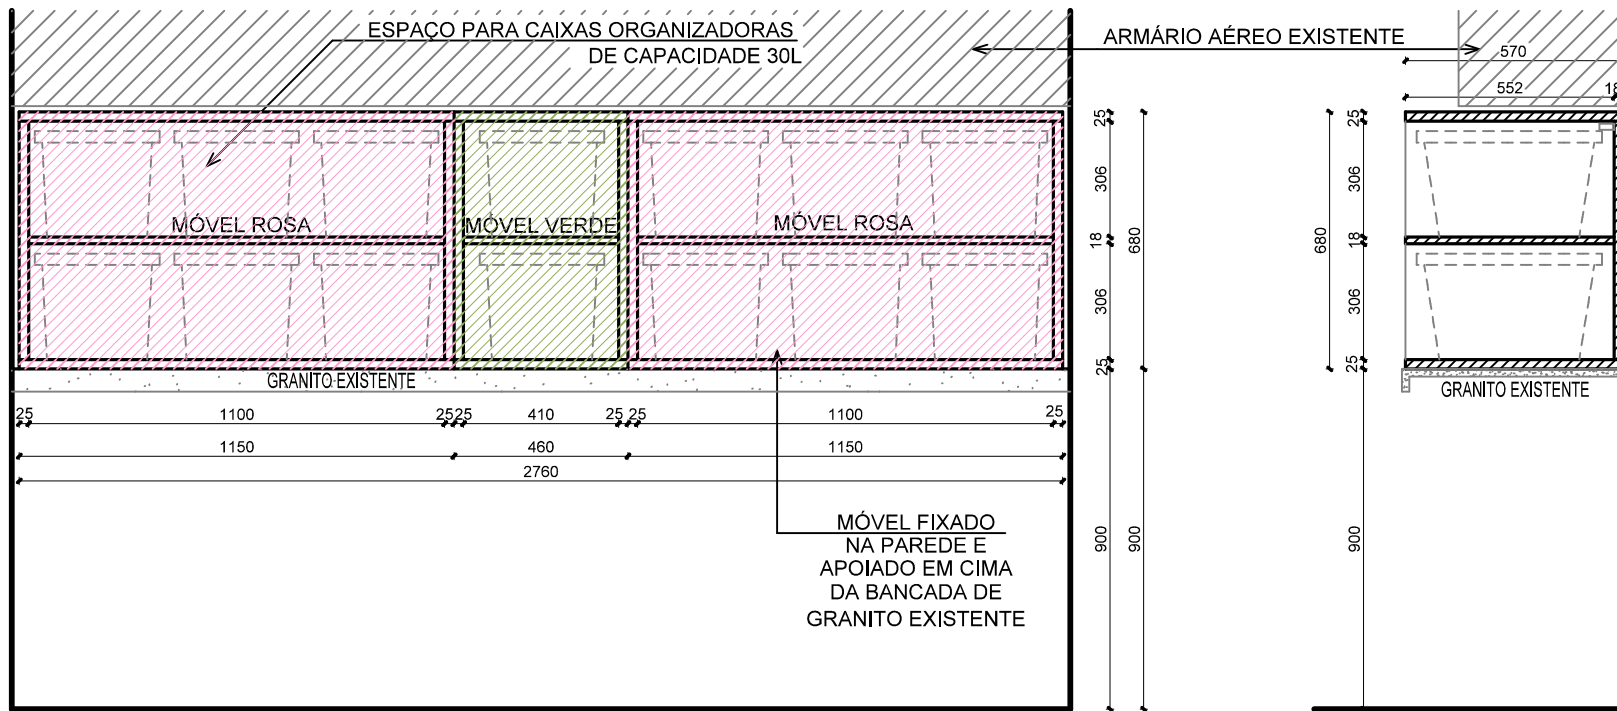 ESPAÇO PARA CAIXAS ORGANIZADORAS
DE CAPACIDADE 30L
ARMÁRIO AÉREO EXISTENTE
570
552
18
MÓVEL ROSA
MÓVEL VERDE
MÓVEL ROSA
25
306
18
306
25
680
900
900
680
25
306
18
306
25
900
GRANITO EXISTENTE
GRANITO EXISTENTE
25
1100
25
25
410
25
25
1100
25
1150
460
1150
2760
MÓVEL FIXADO
NA PAREDE E
APOIADO EM CIMA
DA BANCADA DE
GRANITO EXISTENTE